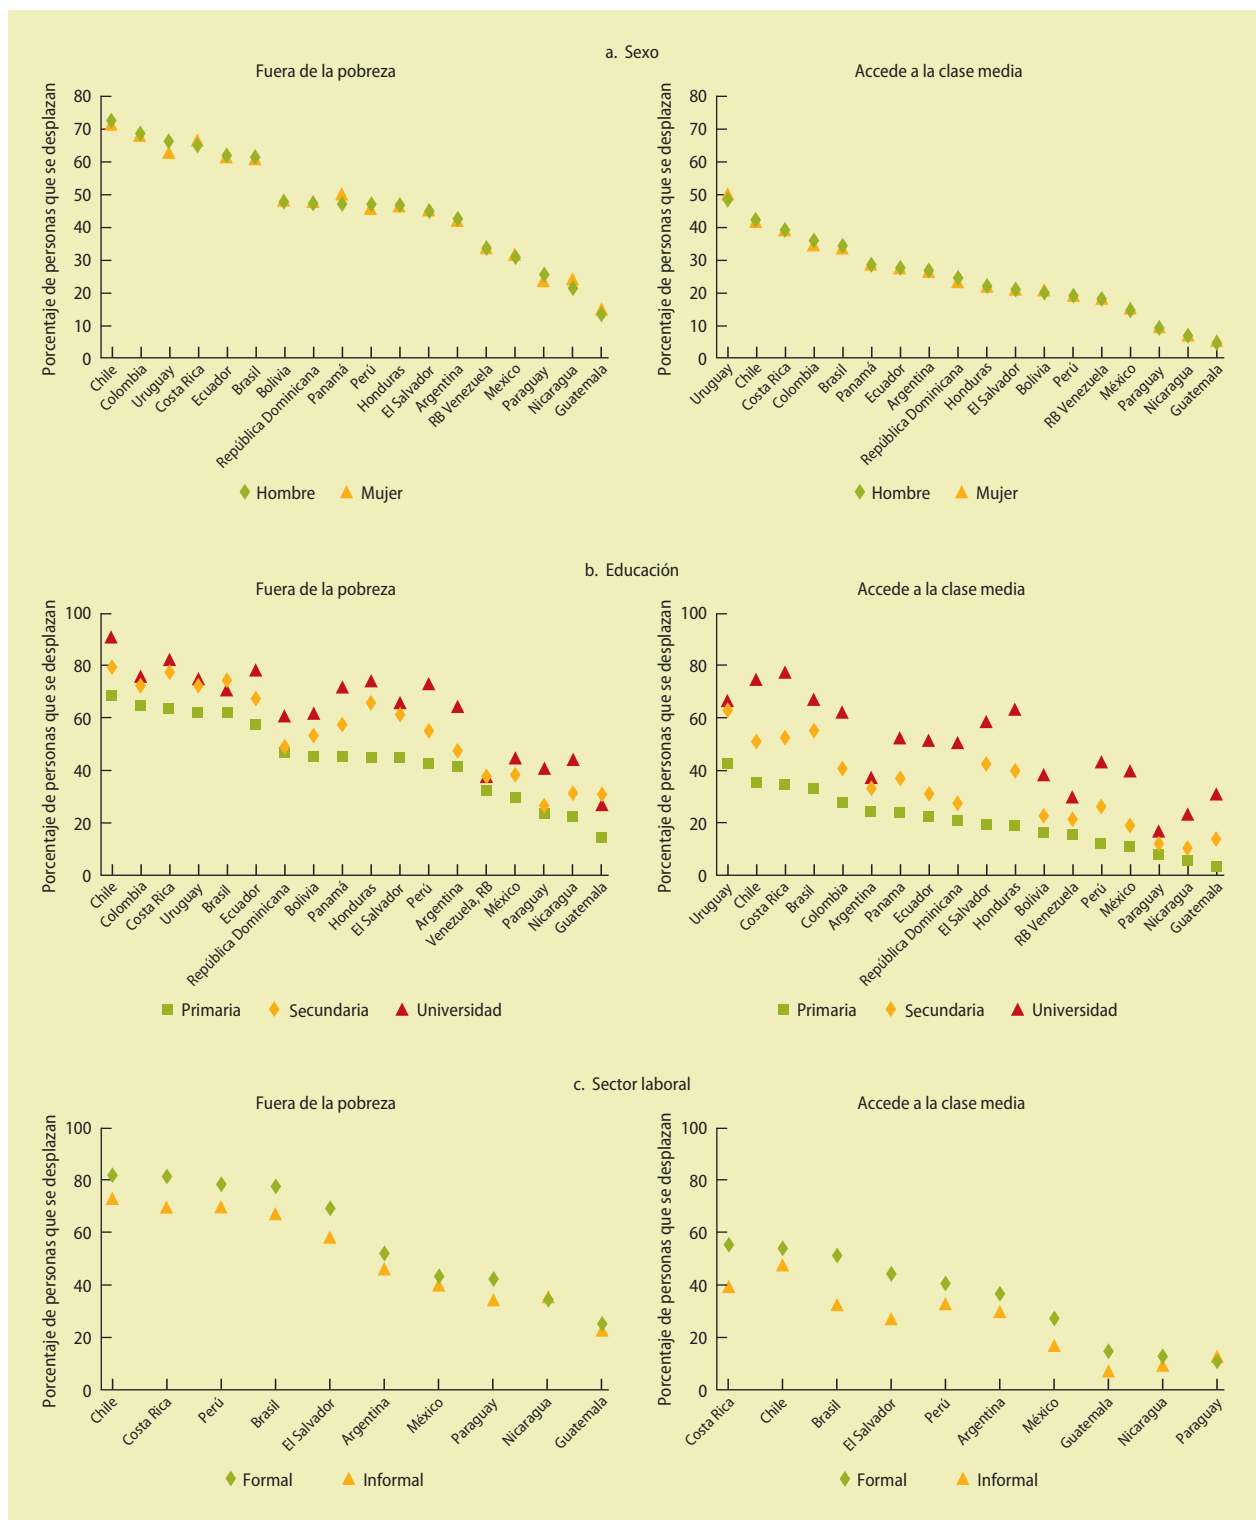 a. Sexo
Fuera de la pobreza
Porcentaje de personas que se desplazan
80
70
60
50
40
30
20
10
0
Chile
Colombia
Uruguay
Costa Rica
Ecuador
Brasil
Bolivia
República Dominicana
Panamá
Perú
Honduras
El Salvador
Argentina
RB Venezuela
México
Paraguay
Nicaragua
Guatemala
Hombre Mujer
Accede a la clase media
Porcentaje de personas que se desplazan
80
70
60
50
40
30
20
10
0
Uruguay
Chile
Costa Rica
Colombia
Brasil
Panamá
Ecuador
Argentina
República Dominicana
Honduras
El Salvador
Bolivia
Perú
RB Venezuela
México
Paraguay
Nicaragua
Guatemala
Hombre Mujer
b. Educación
Fuera de la pobreza
Porcentaje de personas que se desplazan
100
80
60
40
20
0
Chile
Colombia
Costa Rica
Uruguay
Brasil
Ecuador
República Dominicana
Bolivia
Panamá
Honduras
El Salvador
Perú
Argentina
Venezuela, RB
México
Paraguay
Nicaragua
Guatemala
Primaria Secundaria Universidad
Accede a la clase media
Porcentaje de personas que se desplazan
100
80
60
40
20
0
Uruguay
Chile
Costa Rica
Brasil
Colombia
Argentina
Panama
Ecuador
República Dominicana
El Salvador
Honduras
Bolivia
RB Venezuela
Perú
México
Paraguay
Nicaragua
Guatemala
Primaria Secundaria Universidad
c. Sector laboral
Fuera de la pobreza
Porcentaje de personas que se desplazan
100
80
60
40
20
0
Chile
Costa Rica
Perú
Brasil
El Salvador
Argentina
México
Paraguay
Nicaragua
Guatemala
Formal Informal
Accede a la clase media
Porcentaje de personas que se desplazan
100
80
60
40
20
0
Costa Rica
Chile
Brasil
El Salvador
Perú
Argentina
México
Guatemala
Nicaragua
Paraguay
Formal Informal